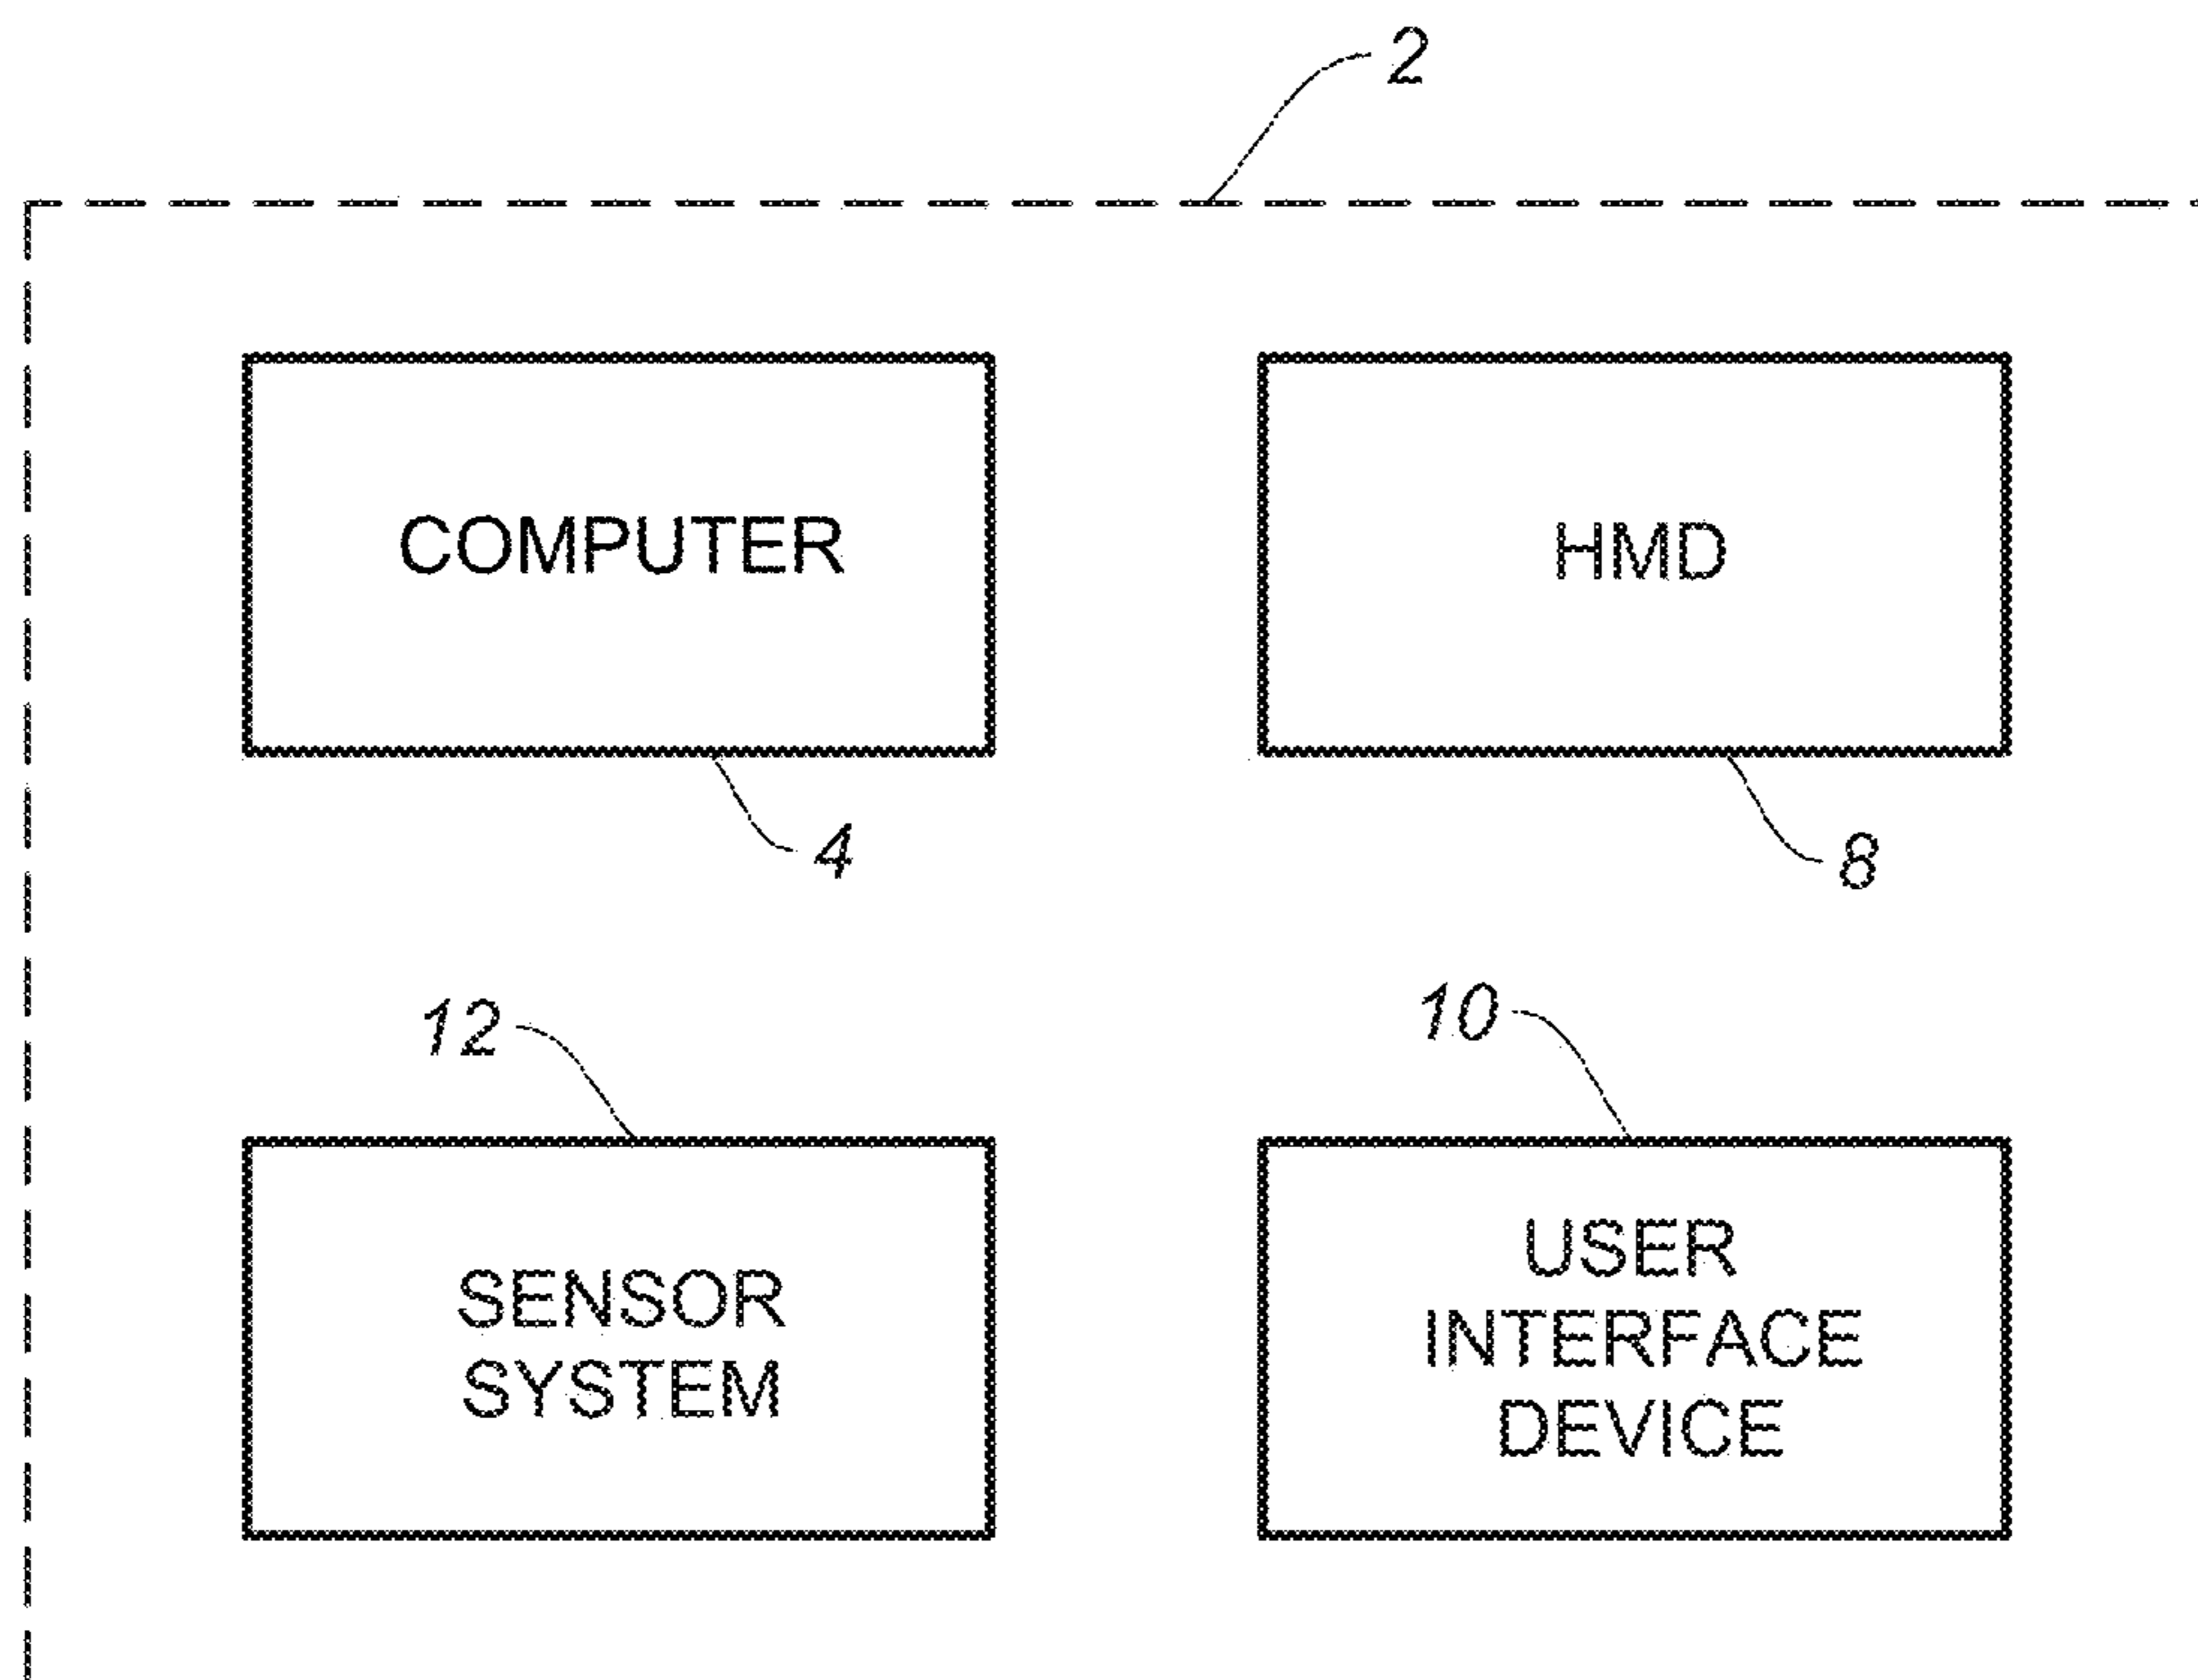 2
COMPUTER
HMD
4
8
12
10
SENSOR
SYSTEM
USER
INTERFACE
DEVICE